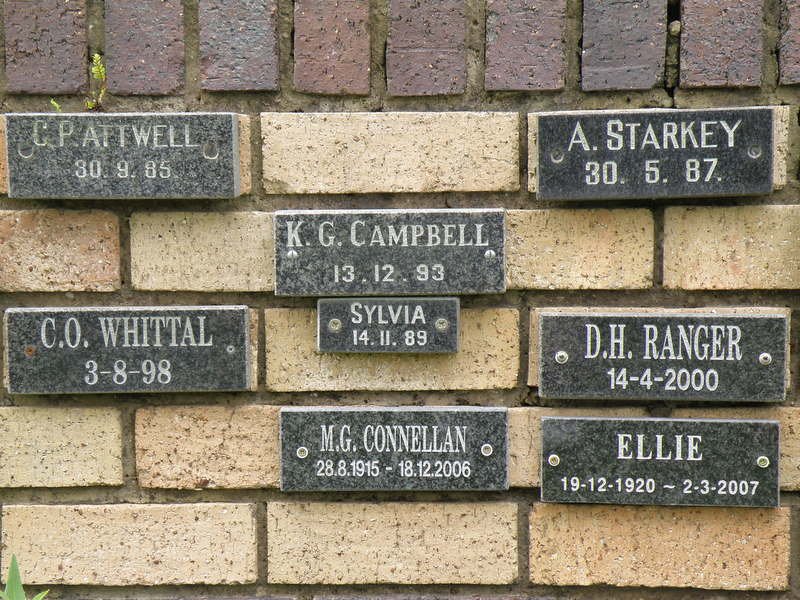 C. P. ATTWELL
30. 9. 85
A. STARKEY
30. 5. 87.
K. G. CAMPBELL
13. 12. 93
SYLVIA
14. 11. 89
C.O. WHITTAL
3-8-98
D.H. RANGER
14-4-2000
M.G. CONNELLAN
28.8.1915 - 18.12.2006
ELLIE
19-12-1920 ~ 2-3-2007